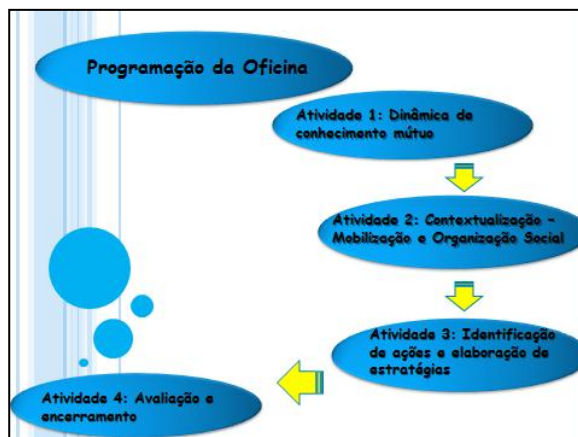 Programação da Oficina
Atividade 1: Dinâmica de
conhecimento mútuo
Atividade 2: Contextualização –
Mobilização e Organização Social
Atividade 3: Identificação
de ações e elaboração de
estratégias
Atividade 4: Avaliação e
encerramento